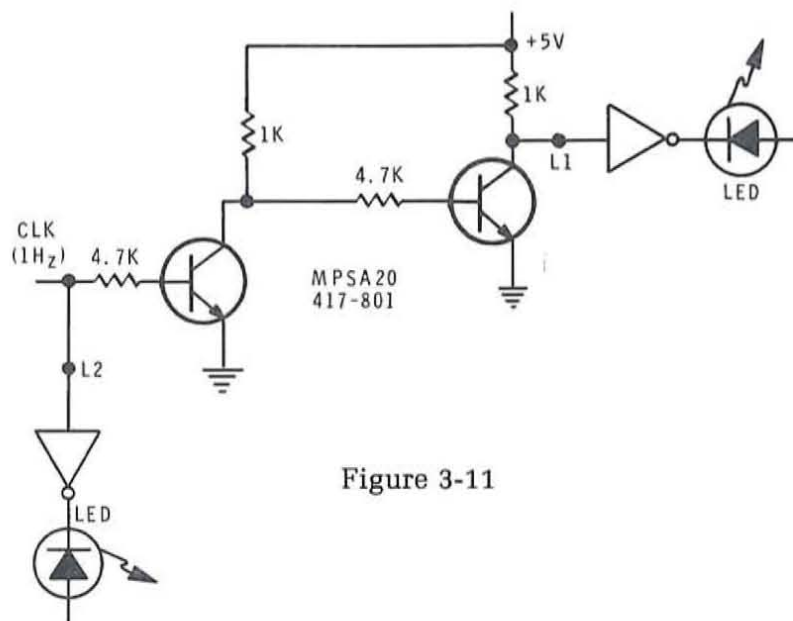 +5V
1K
1K
L1
LED
4.7K
CLK
(1Hz)
4.7K
MPSA20
417-801
L2
LED
Figure 3-11